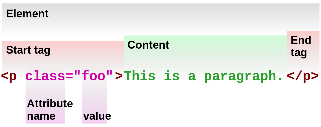 Element
Start tag
Content
End
tag
<p class="foo">This is a paragraph.</p>
Attribute
name
value